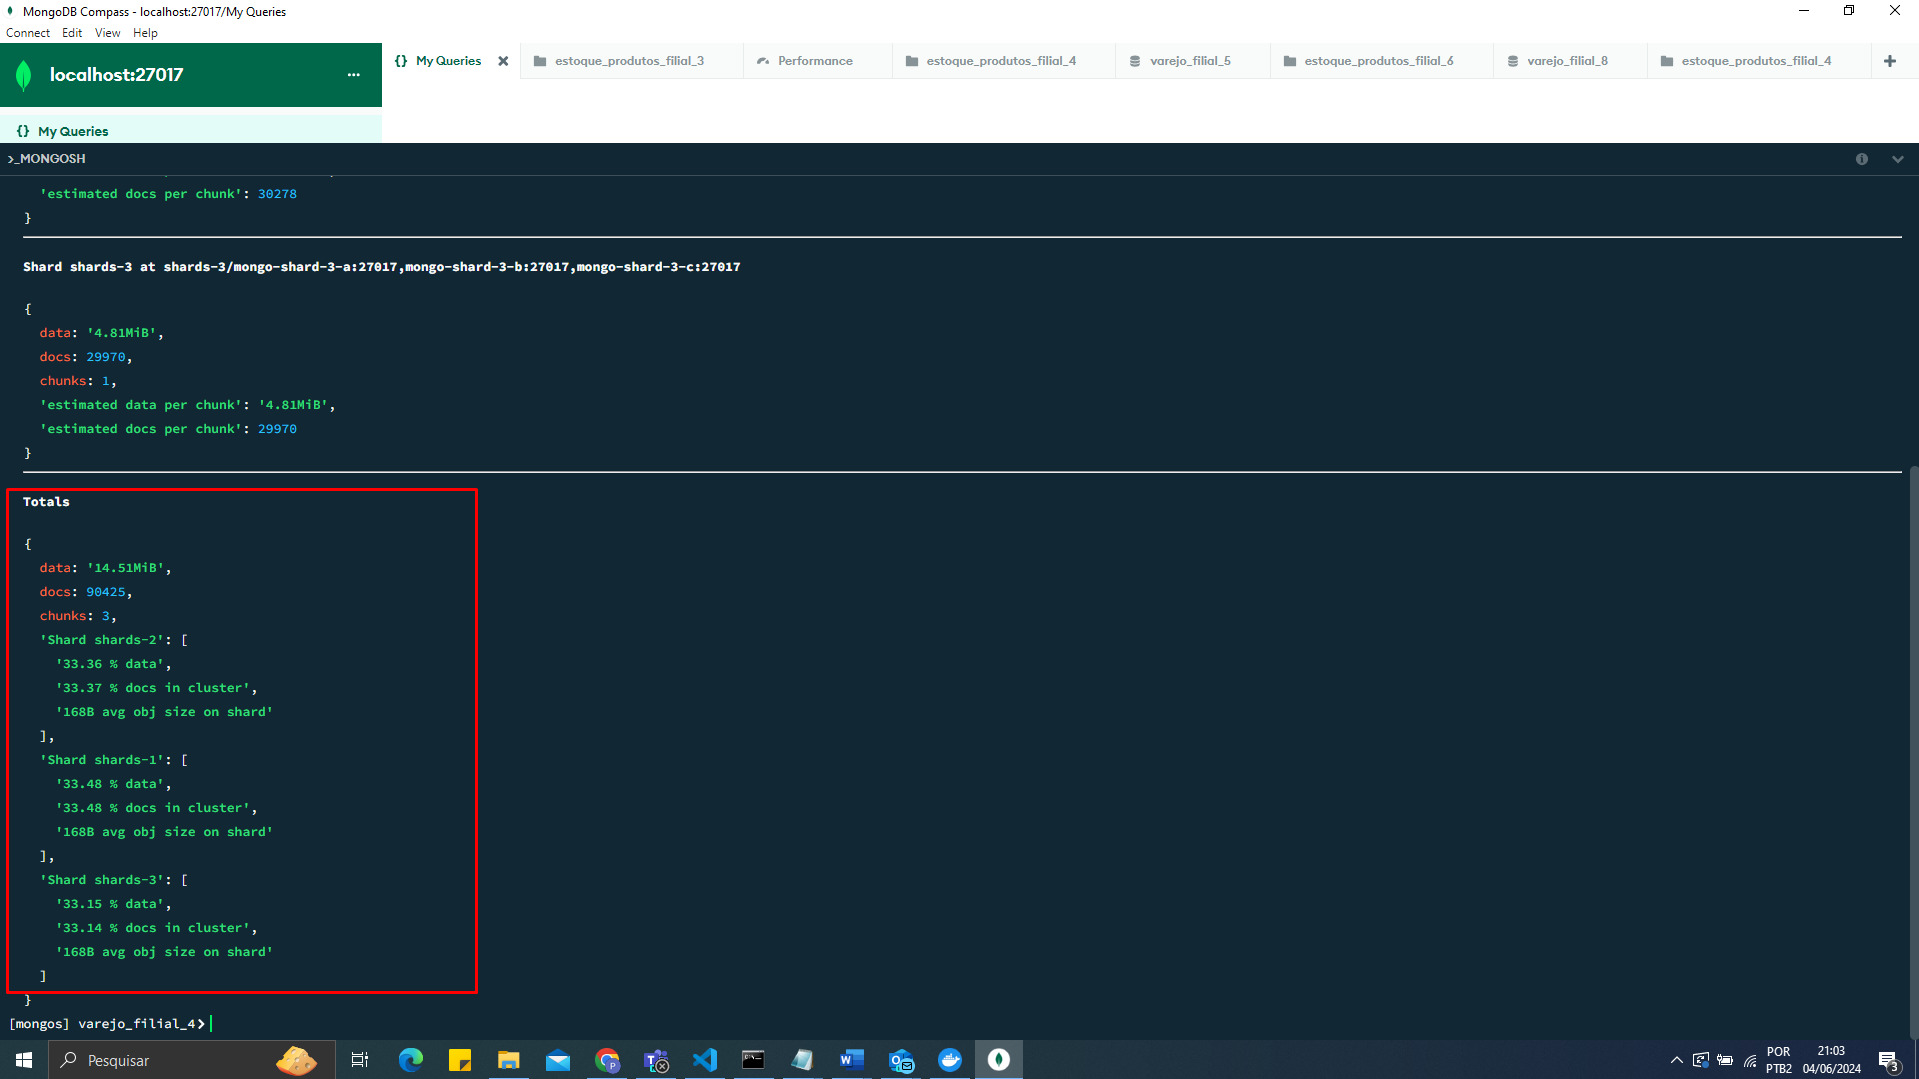 MongoDB Compass - localhost:27017/My Queries
Connect Edit View Help
localhost:27017
...
{} My Queries
estoque_produtos_filial_3
Performance
estoque_produtos_filial_4
varejo_filial_5
estoque_produtos_filial_6
varejo_filial_8
estoque_produtos_filial_4
{} My Queries
>_MONGOSH
'estimated docs per chunk': 30278
}
Shard shards-3 at shards-3/mongo-shard-3-a:27017,mongo-shard-3-b:27017,mongo-shard-3-c:27017
{
data: '4.81MiB',
docs: 29970,
chunks: 1,
'estimated data per chunk': '4.81MiB',
'estimated docs per chunk': 29970
}
Totals
{
data: '14.51MiB',
docs: 90425,
chunks: 3,
'Shard shards-2': [
'33.36 % data',
'33.37 % docs in cluster',
'168B avg obj size on shard'
],
'Shard shards-1': [
'33.48 % data',
'33.48 % docs in cluster',
'168B avg obj size on shard'
],
'Shard shards-3': [
'33.15 % data',
'33.14 % docs in cluster',
'168B avg obj size on shard'
]
}
[mongos] varejo_filial_4>
Pesquisar
POR
PTB2
21:03
04/06/2024
3